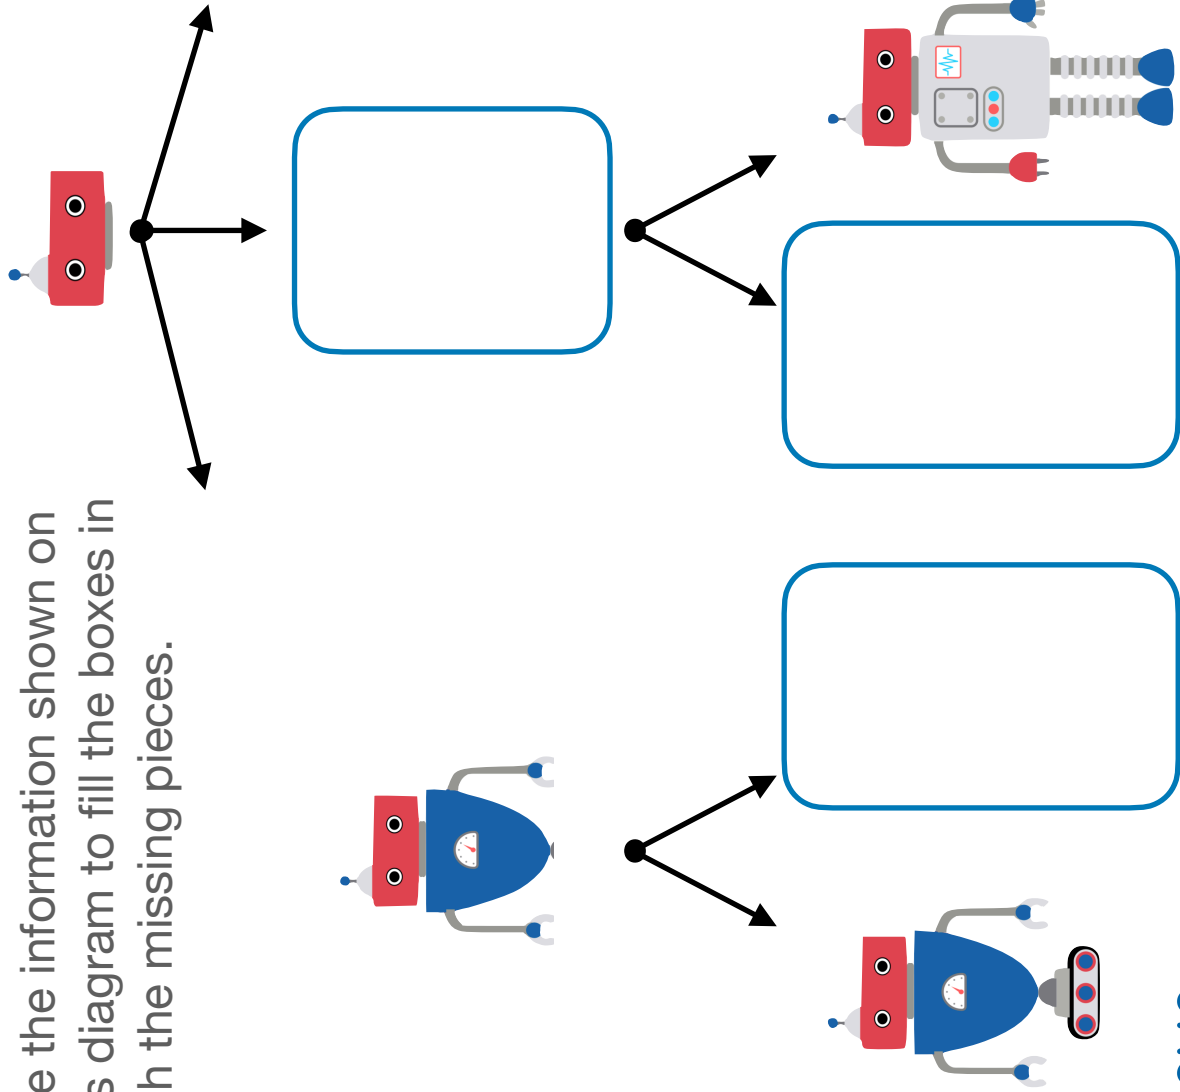 e the information shown on
s diagram to fill the boxes in
h the missing pieces.